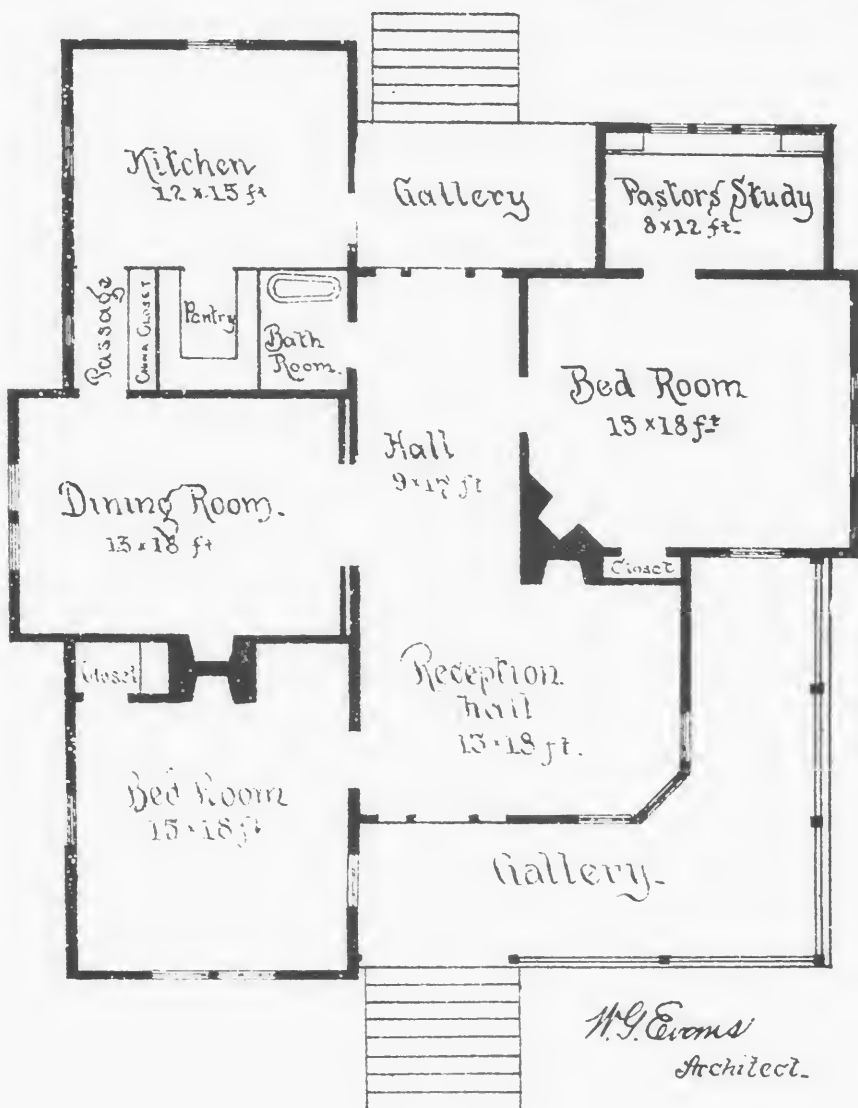 Kitchen
12 x 15 ft
Gallery
Pastors Study
8 x 12 ft.
Passage
China Closet
Pantry
Bath
Room.
Bed Room
15 x 18 ft
Hall
9 x 17 ft
Dining Room.
13 x 18 ft
Closet
Closet
Reception
hall
13 x 18 ft.
Bed Room
15 x 18 ft
Gallery.
W.G. Evans
Architect.